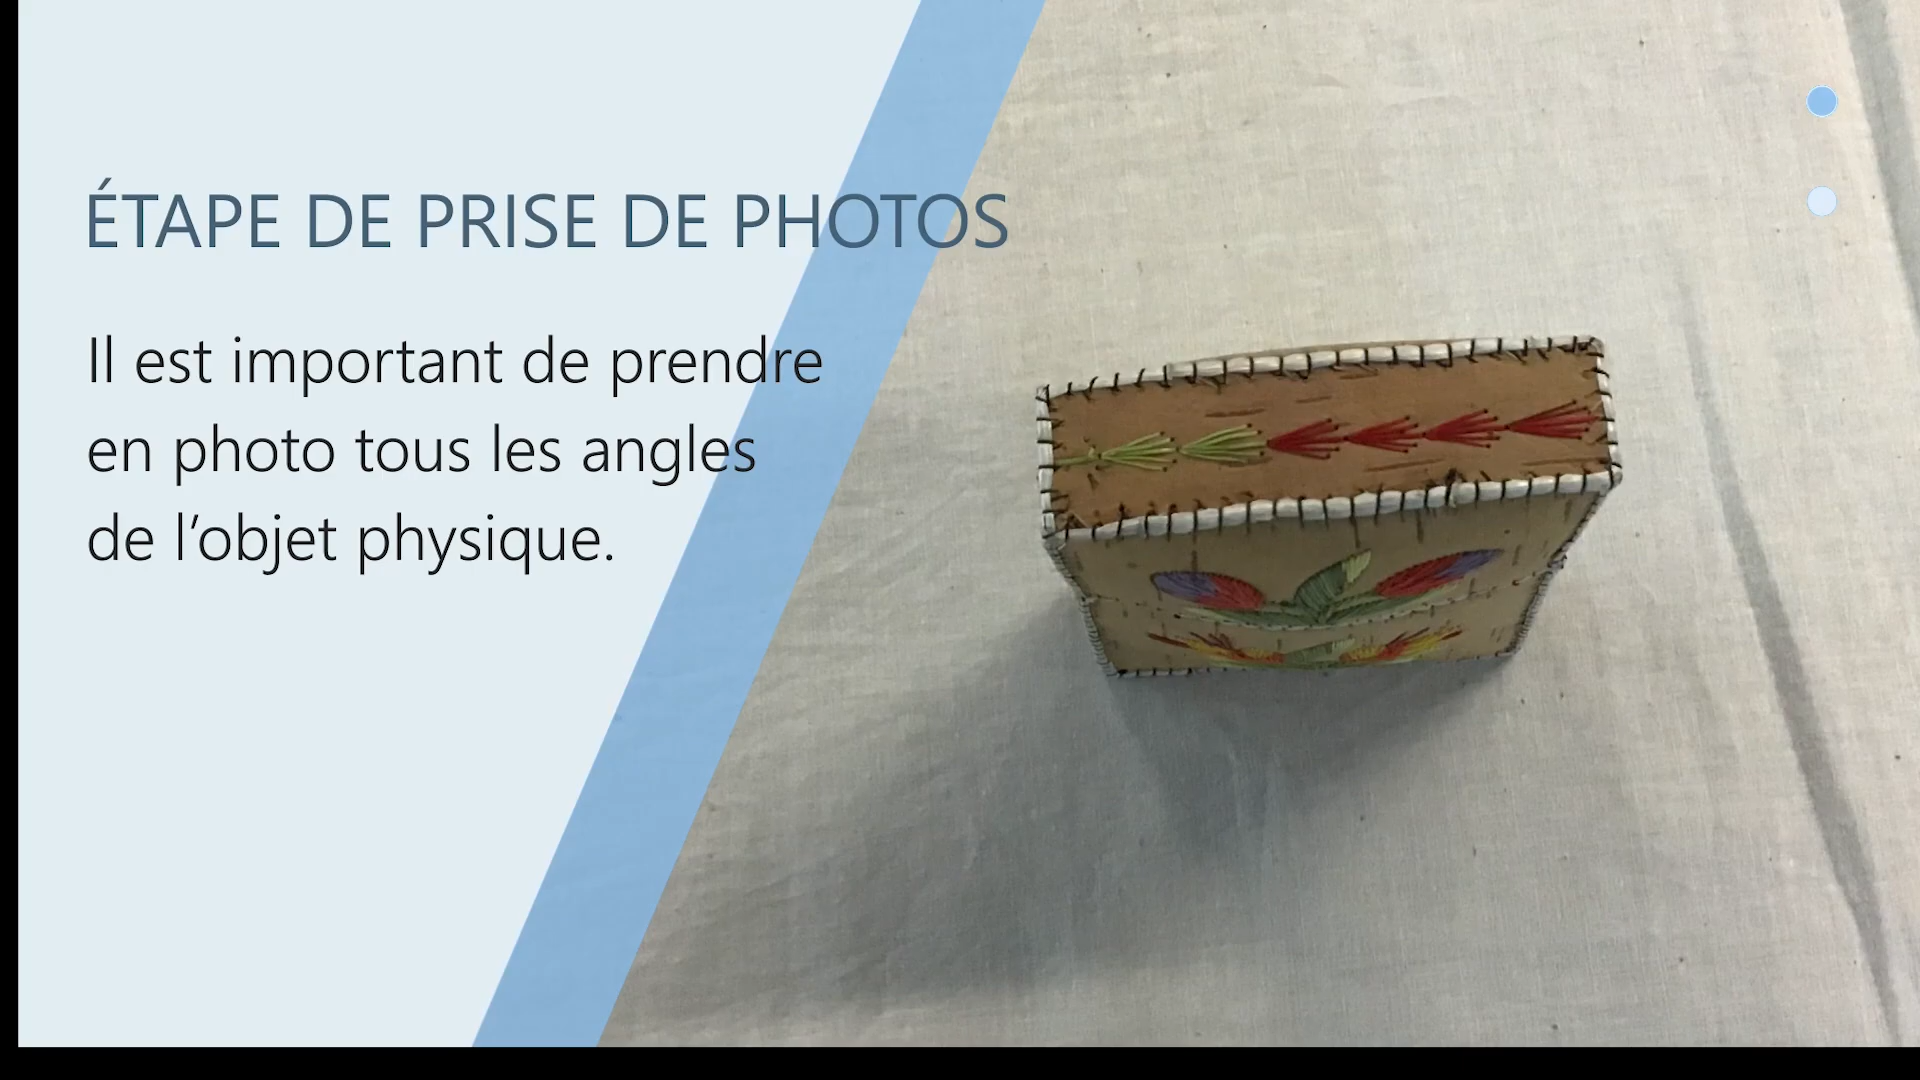 ÉTAPE DE PRISE DE PHOTOS
Il est important de prendre
en photo tous les angles
de l’objet physique.